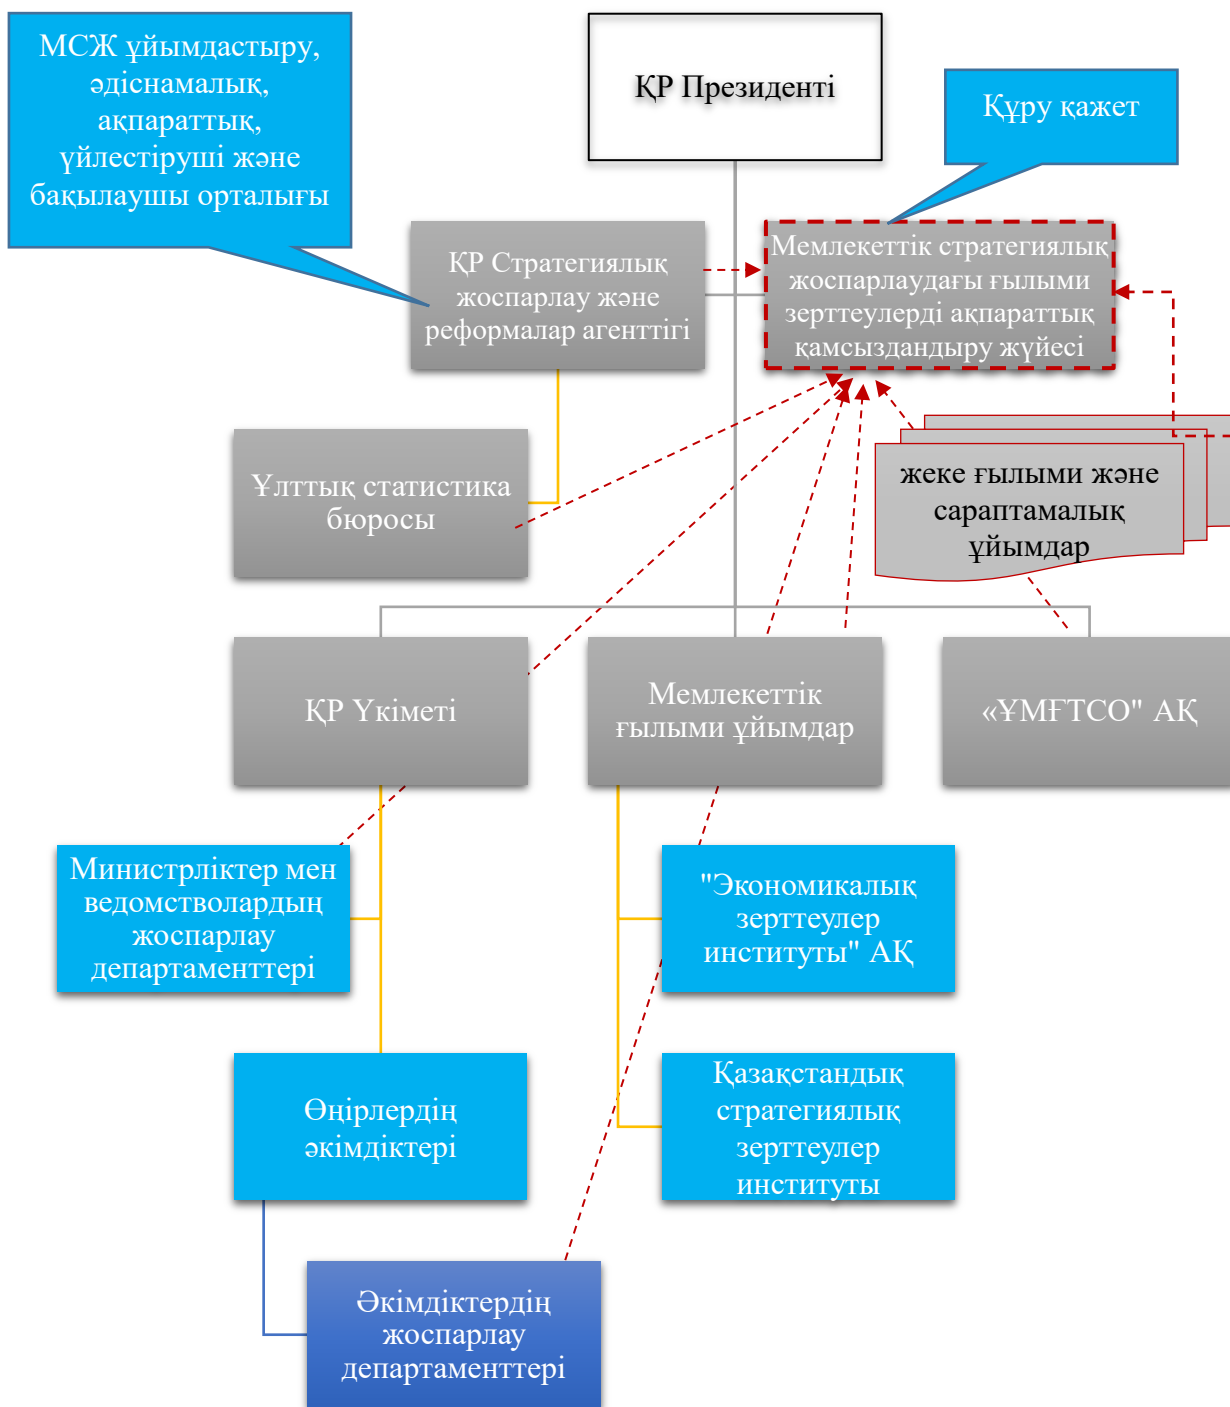 МСЖ ұйымдастыру,
әдіснамалық,
ақпараттық,
үйлестіруші және
бақылаушы орталығы
ҚР Президенті
Құру қажет
ҚР Стратегиялық
жоспарлау және
реформалар агенттігі
Мемлекеттік стратегиялық
жоспарлаудағы ғылыми
зерттеулерді ақпараттық
қамсыздандыру жүйесі
Ұлттық статистика
бюросы
жеке ғылыми және
сараптамалық
ұйымдар
ҚР Үкіметі
Мемлекеттік
ғылыми ұйымдар
«ҰМҒТСО" АҚ
Министрліктер мен
ведомстволардың
жоспарлау
департаменттері
"Экономикалық
зерттеулер
институты" АҚ
Өңірлердің
әкімдіктері
Қазақстандық
стратегиялық
зерттеулер
институты
Әкімдіктердің
жоспарлау
департаменттері